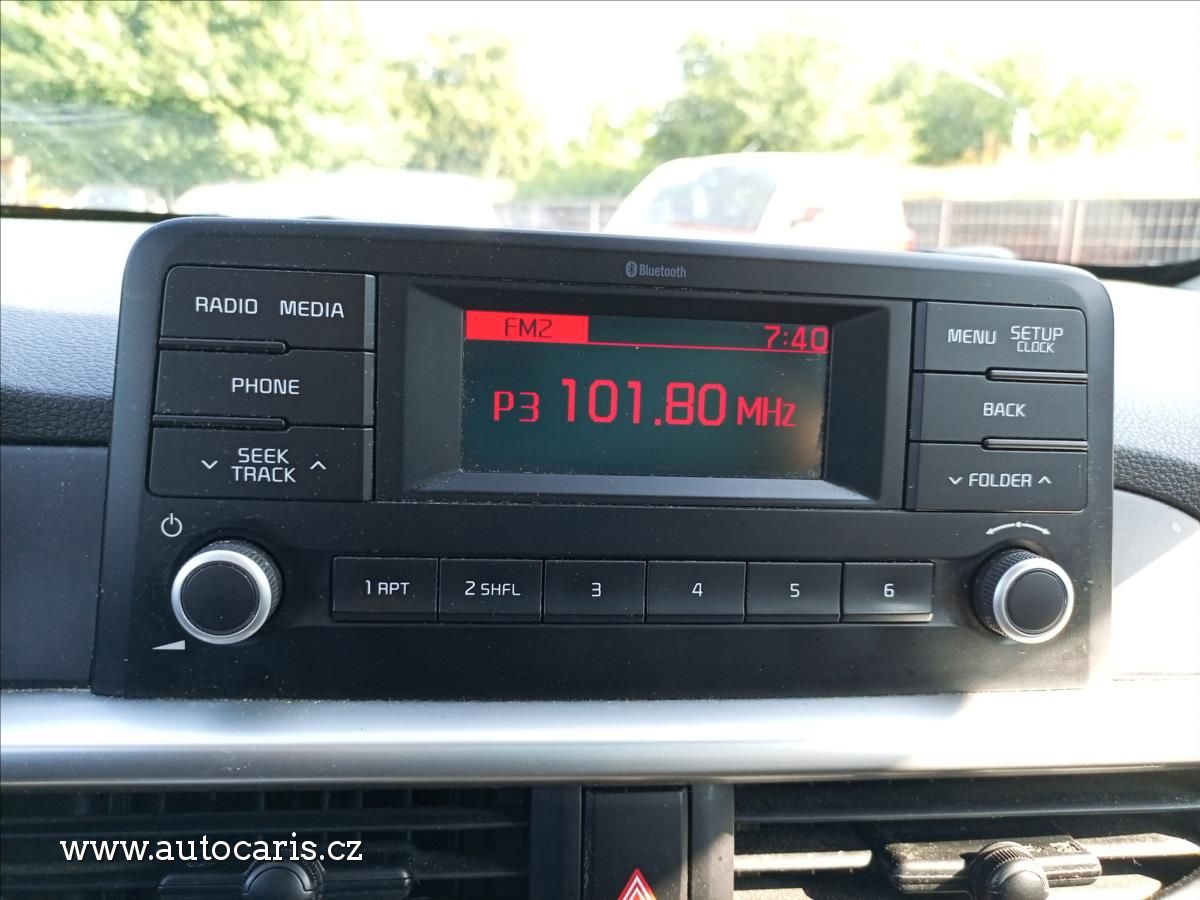 Bluetooth
RADIO MEDIA
PHONE
SEEK
TRACK
FM2 7:40
P3 101.80 MHz
MENU SETUP
CLOCK
BACK
FOLDER
1 RPT 2 SHFL 3 4 5 6
www.autocaris.cz